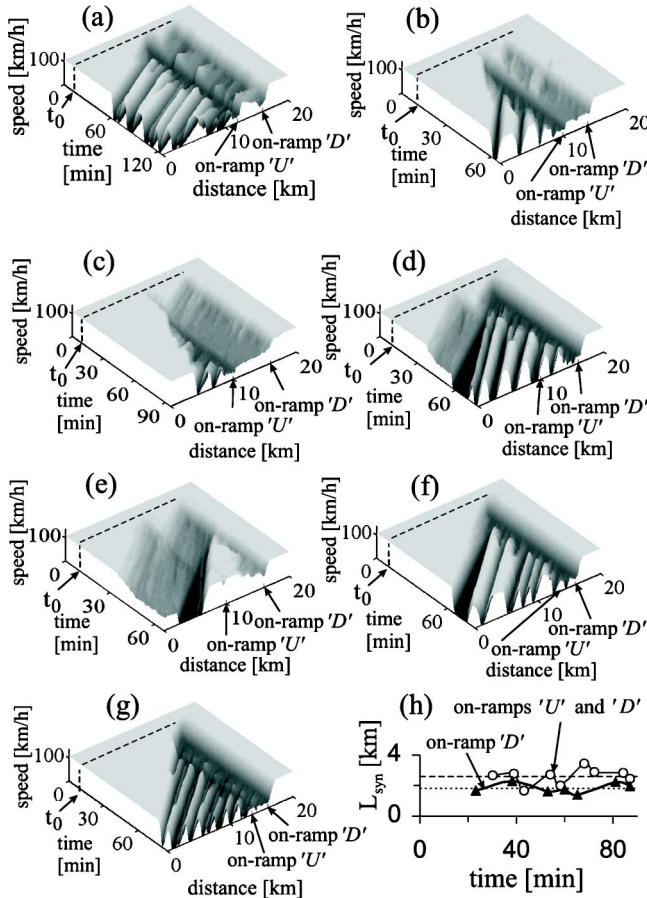 (a)
speed [km/h]
100
0
t0
60
120
time
[min]
0
10
20
on-ramp 'D'
on-ramp 'U'
distance [km]
(b)
speed [km/h]
100
0
t0
30
60
time
[min]
0
10
20
on-ramp 'D'
on-ramp 'U'
distance [km]
(c)
speed [km/h]
100
0
t0
30
60
90
time
[min]
0
10
20
on-ramp 'D'
on-ramp 'U'
distance [km]
(d)
speed [km/h]
100
0
t0
30
60
time
[min]
0
10
20
on-ramp 'D'
on-ramp 'U'
distance [km]
(e)
speed [km/h]
100
0
t0
30
60
time
[min]
0
10
20
on-ramp 'D'
on-ramp 'U'
distance [km]
(f)
speed [km/h]
100
0
t0
30
60
time
[min]
0
10
20
on-ramp 'D'
on-ramp 'U'
distance [km]
(g)
speed [km/h]
100
0
t0
30
60
time
[min]
0
10
20
on-ramp 'D'
on-ramp 'U'
distance [km]
(h)
on-ramps 'U' and 'D'
on-ramp 'D'
Lsyn [km]
4
0
0
40
80
time [min]